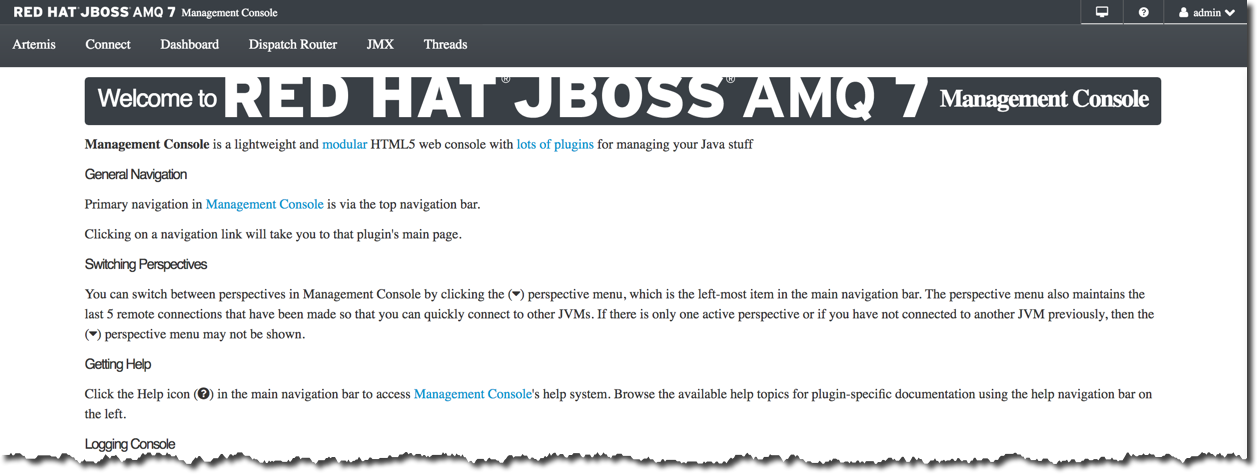 RED HAT® JBOSS® AMQ 7 Management Console
admin
Artemis Connect Dashboard Dispatch Router JMX Threads
Welcome to RED HAT® JBOSS® AMQ 7 Management Console
Management Console is a lightweight and modular HTML5 web console with lots of plugins for managing your Java stuff
General Navigation
Primary navigation in Management Console is via the top navigation bar.
Clicking on a navigation link will take you to that plugin's main page.
Switching Perspectives
You can switch between perspectives in Management Console by clicking the (▾) perspective menu, which is the left-most item in the main navigation bar. The perspective menu also maintains the
last 5 remote connections that have been made so that you can quickly connect to other JVMs. If there is only one active perspective or if you have not connected to another JVM previously, then the
(▾) perspective menu may not be shown.
Getting Help
Click the Help icon (?) in the main navigation bar to access Management Console's help system. Browse the available help topics for plugin-specific documentation using the help navigation bar on
the left.
Logging Console